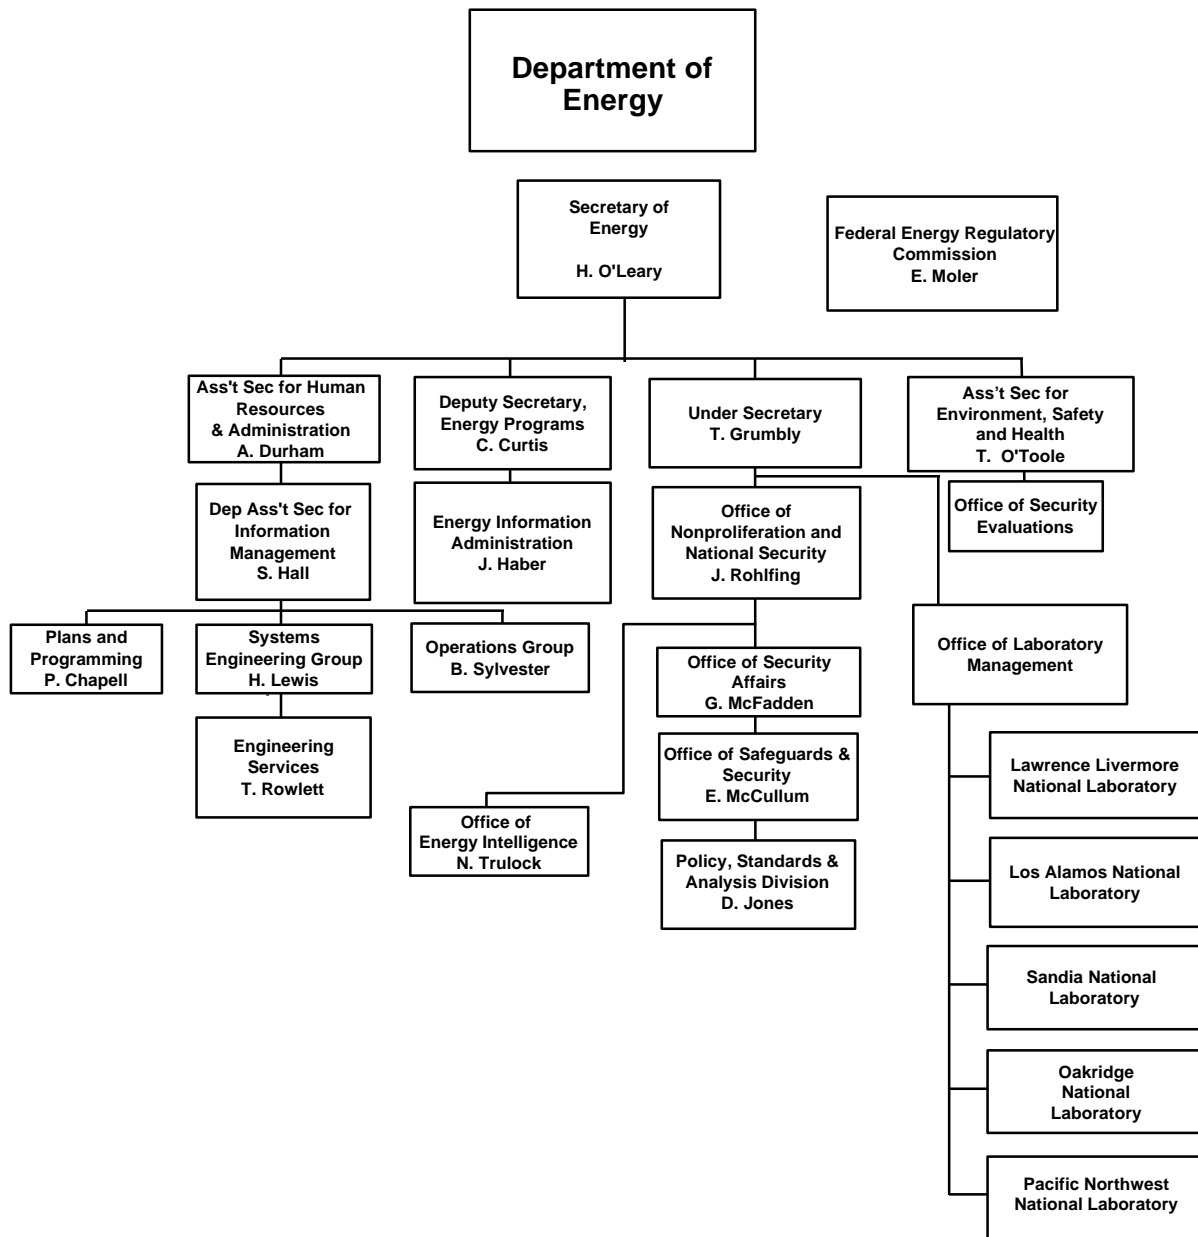 Department of
Energy
Secretary of
Energy
H. O'Leary
Federal Energy Regulatory
Commission
E. Moler
Ass't Sec for Human
Resources
& Administration
A. Durham
Deputy Secretary,
Energy Programs
C. Curtis
Under Secretary
T. Grumbly
Ass’t Sec for
Environment, Safety
and Health
T. O'Toole
Dep Ass't Sec for
Information
Management
S. Hall
Energy Information
Administration
J. Haber
Office of
Nonproliferation and
National Security
J. Rohlfing
Office of Security
Evaluations
Plans and
Programming
P. Chapell
Systems
Engineering Group
H. Lewis
Operations Group
B. Sylvester
Office of Security
Affairs
G. McFadden
Office of Laboratory
Management
Engineering
Services
T. Rowlett
Office of Safeguards &
Security
E. McCullum
Office of
Energy Intelligence
N. Trulock
Policy, Standards &
Analysis Division
D. Jones
Lawrence Livermore
National Laboratory
Los Alamos National
Laboratory
Sandia National
Laboratory
Oakridge
National
Laboratory
Pacific Northwest
National Laboratory